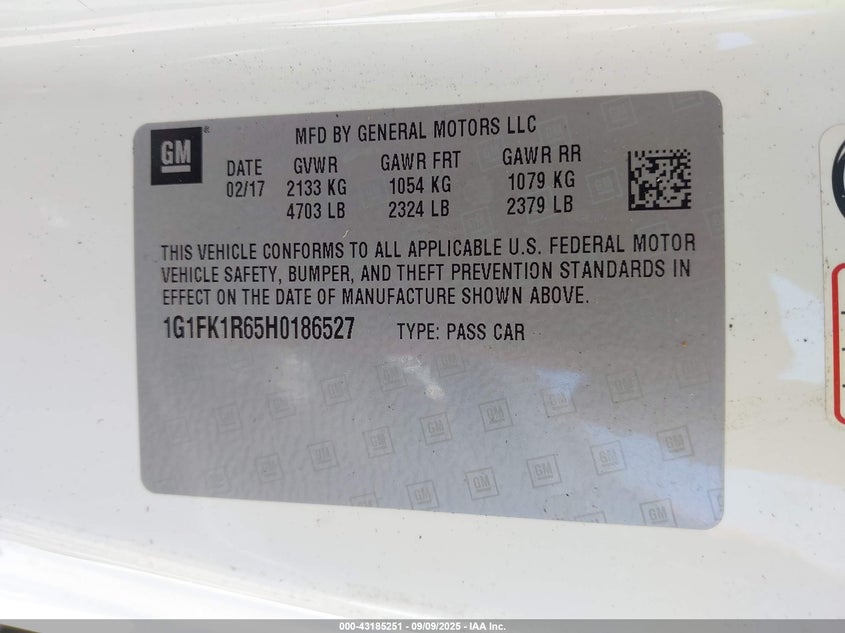 GM ®
MFD BY GENERAL MOTORS LLC
DATE GVWR GAWR FRT GAWR RR
02/17 2133 KG 1054 KG 1079 KG
4703 LB 2324 LB 2379 LB
THIS VEHICLE CONFORMS TO ALL APPLICABLE U.S. FEDERAL MOTOR
VEHICLE SAFETY, BUMPER, AND THEFT PREVENTION STANDARDS IN
EFFECT ON THE DATE OF MANUFACTURE SHOWN ABOVE.
1G1FK1R65H0186527 TYPE: PASS CAR
000-43185251 - 09/09/2025 - IAA Inc.